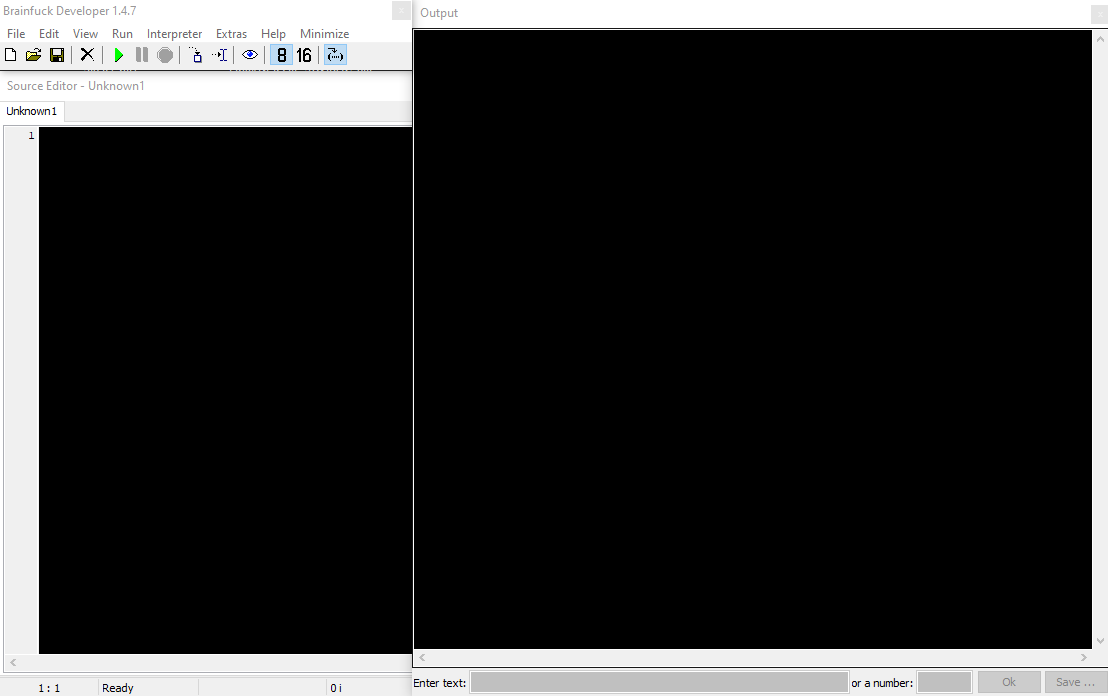 Brainfuck Developer 1.4.7
File Edit View Run Interpreter Extras Help Minimize
8 16
Source Editor - Unknown1
Unknown1
1
1 : 1 Ready 0 i
Output
Enter text: or a number: Ok Save ...